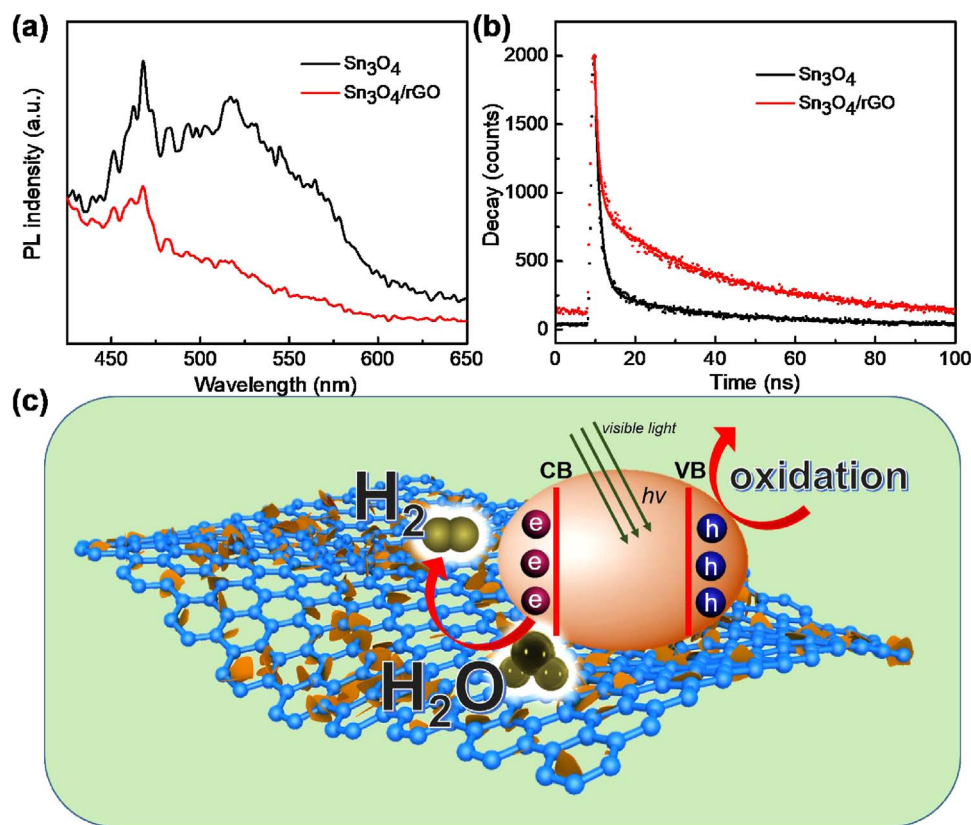 (a)
Sn₃O₄
Sn₃O₄/rGO
PL indensity (a.u.)
450 500 550 600 650
Wavelength (nm)
(b)
2000
1500
1000
500
0
Sn₃O₄
Sn₃O₄/rGO
Decay (counts)
0 20 40 60 80 100
Time (ns)
(c)
visible light
CB
VB
hv
oxidation
H₂
e
e
e
h
h
h
H₂O